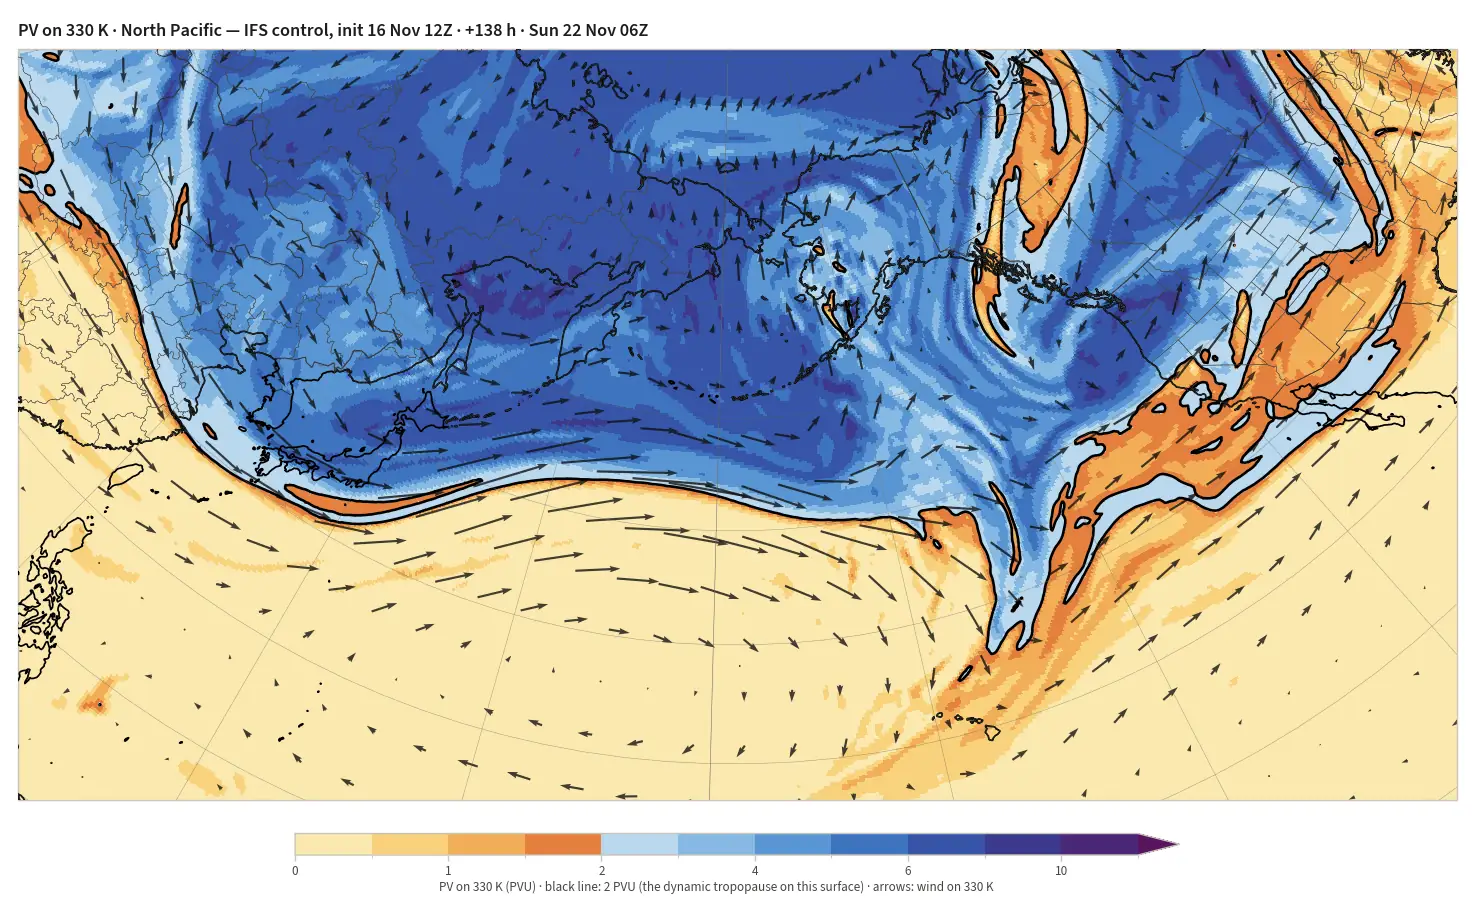 PV on 330 K · North Pacific — IFS control, init 16 Nov 12Z · +138 h · Sun 22 Nov 06Z
0 1 2 4 6 10
PV on 330 K (PVU) · black line: 2 PVU (the dynamic tropopause on this surface) · arrows: wind on 330 K